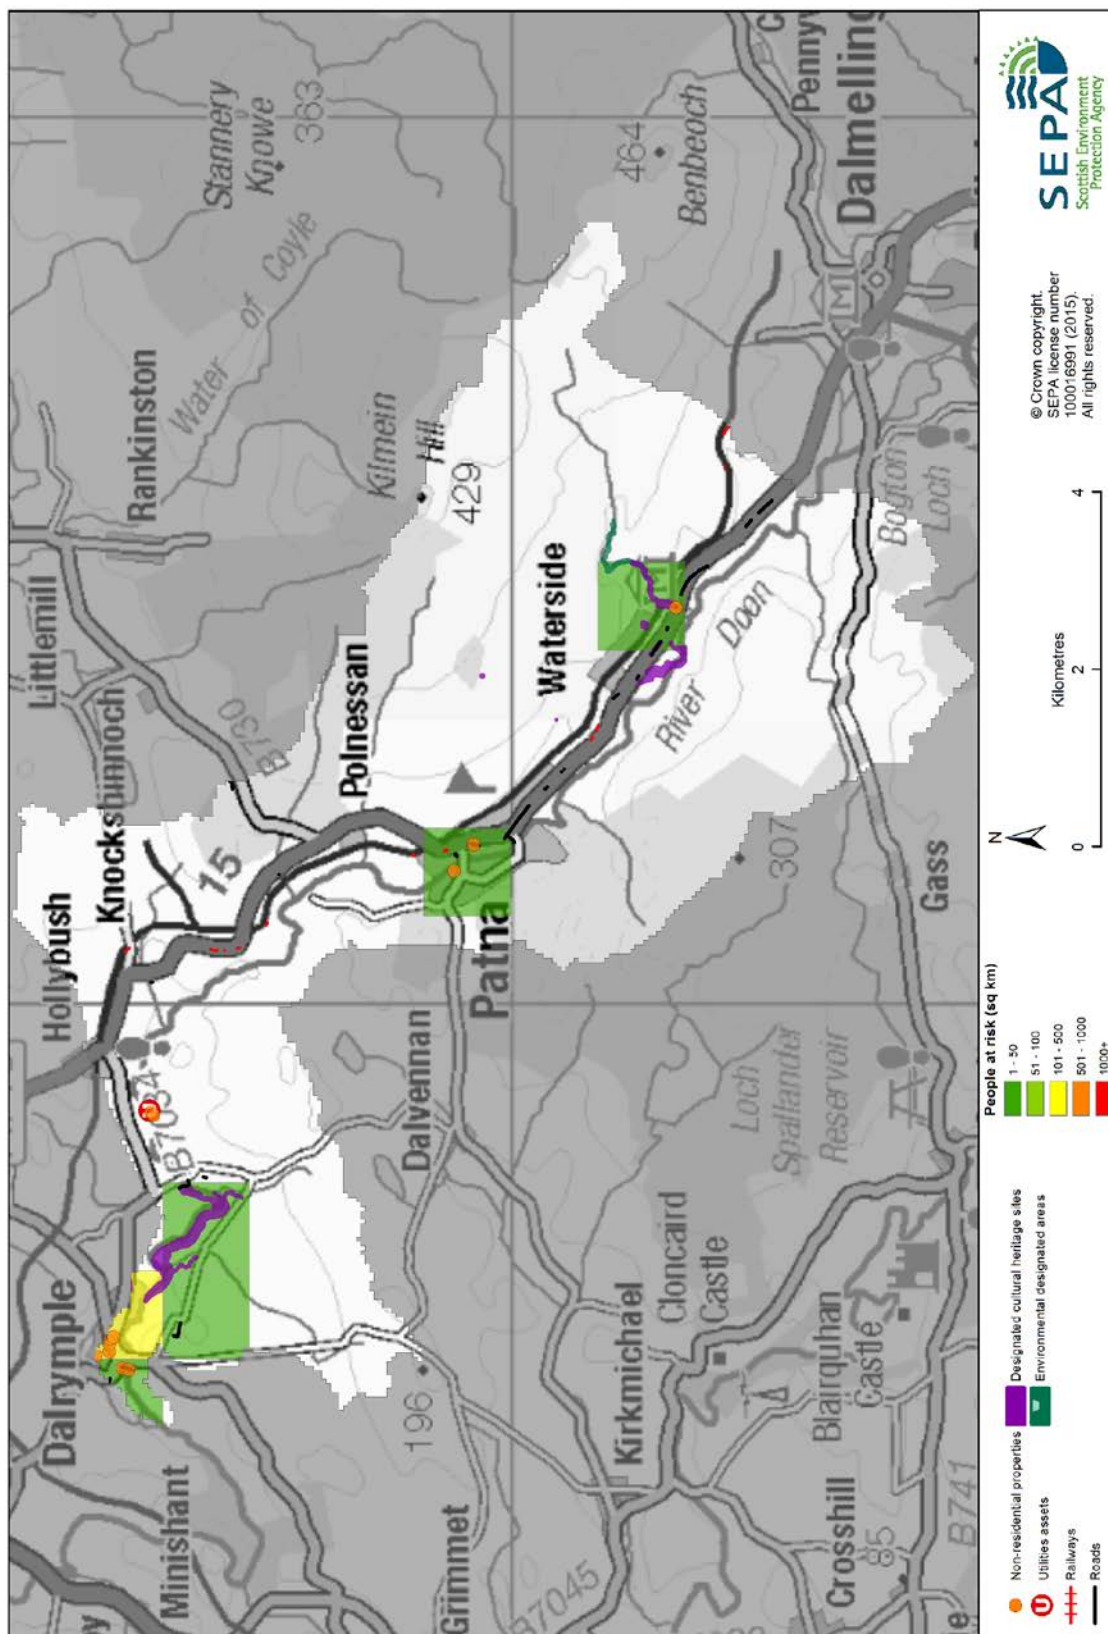 Dalrymple
Hollybush
Knockshinnoch
Littlemill
Rankinston
Stannery
Knowe
363
Water of Coyle
Minishant
B7034
15
B730
Polnessan
Kilmein
Hill
429
Waterside
464
Benbeoch
Pennyv
Dalmelling
M
M
196
Dalvennan
Patna
River Doon
Grimmet
B7045
Kirkmichael
Cloncaird
Castle
Loch
Spallander
Reservoir
307
Gass
Bogton
Loch
Crosshill
85
B741
Blairquhan
Castle
Non-residential properties
U Utilities assets
Railways
Roads
Designated cultural heritage sites
Environmental designated areas
People at risk (sq km)
1 - 50
51 - 100
101 - 500
501 - 1000
1000+
N
0 2 4
Kilometres
© Crown copyright.
SEPA license number
100016991 (2015).
All rights reserved.
SEPA
Scottish Environment
Protection Agency